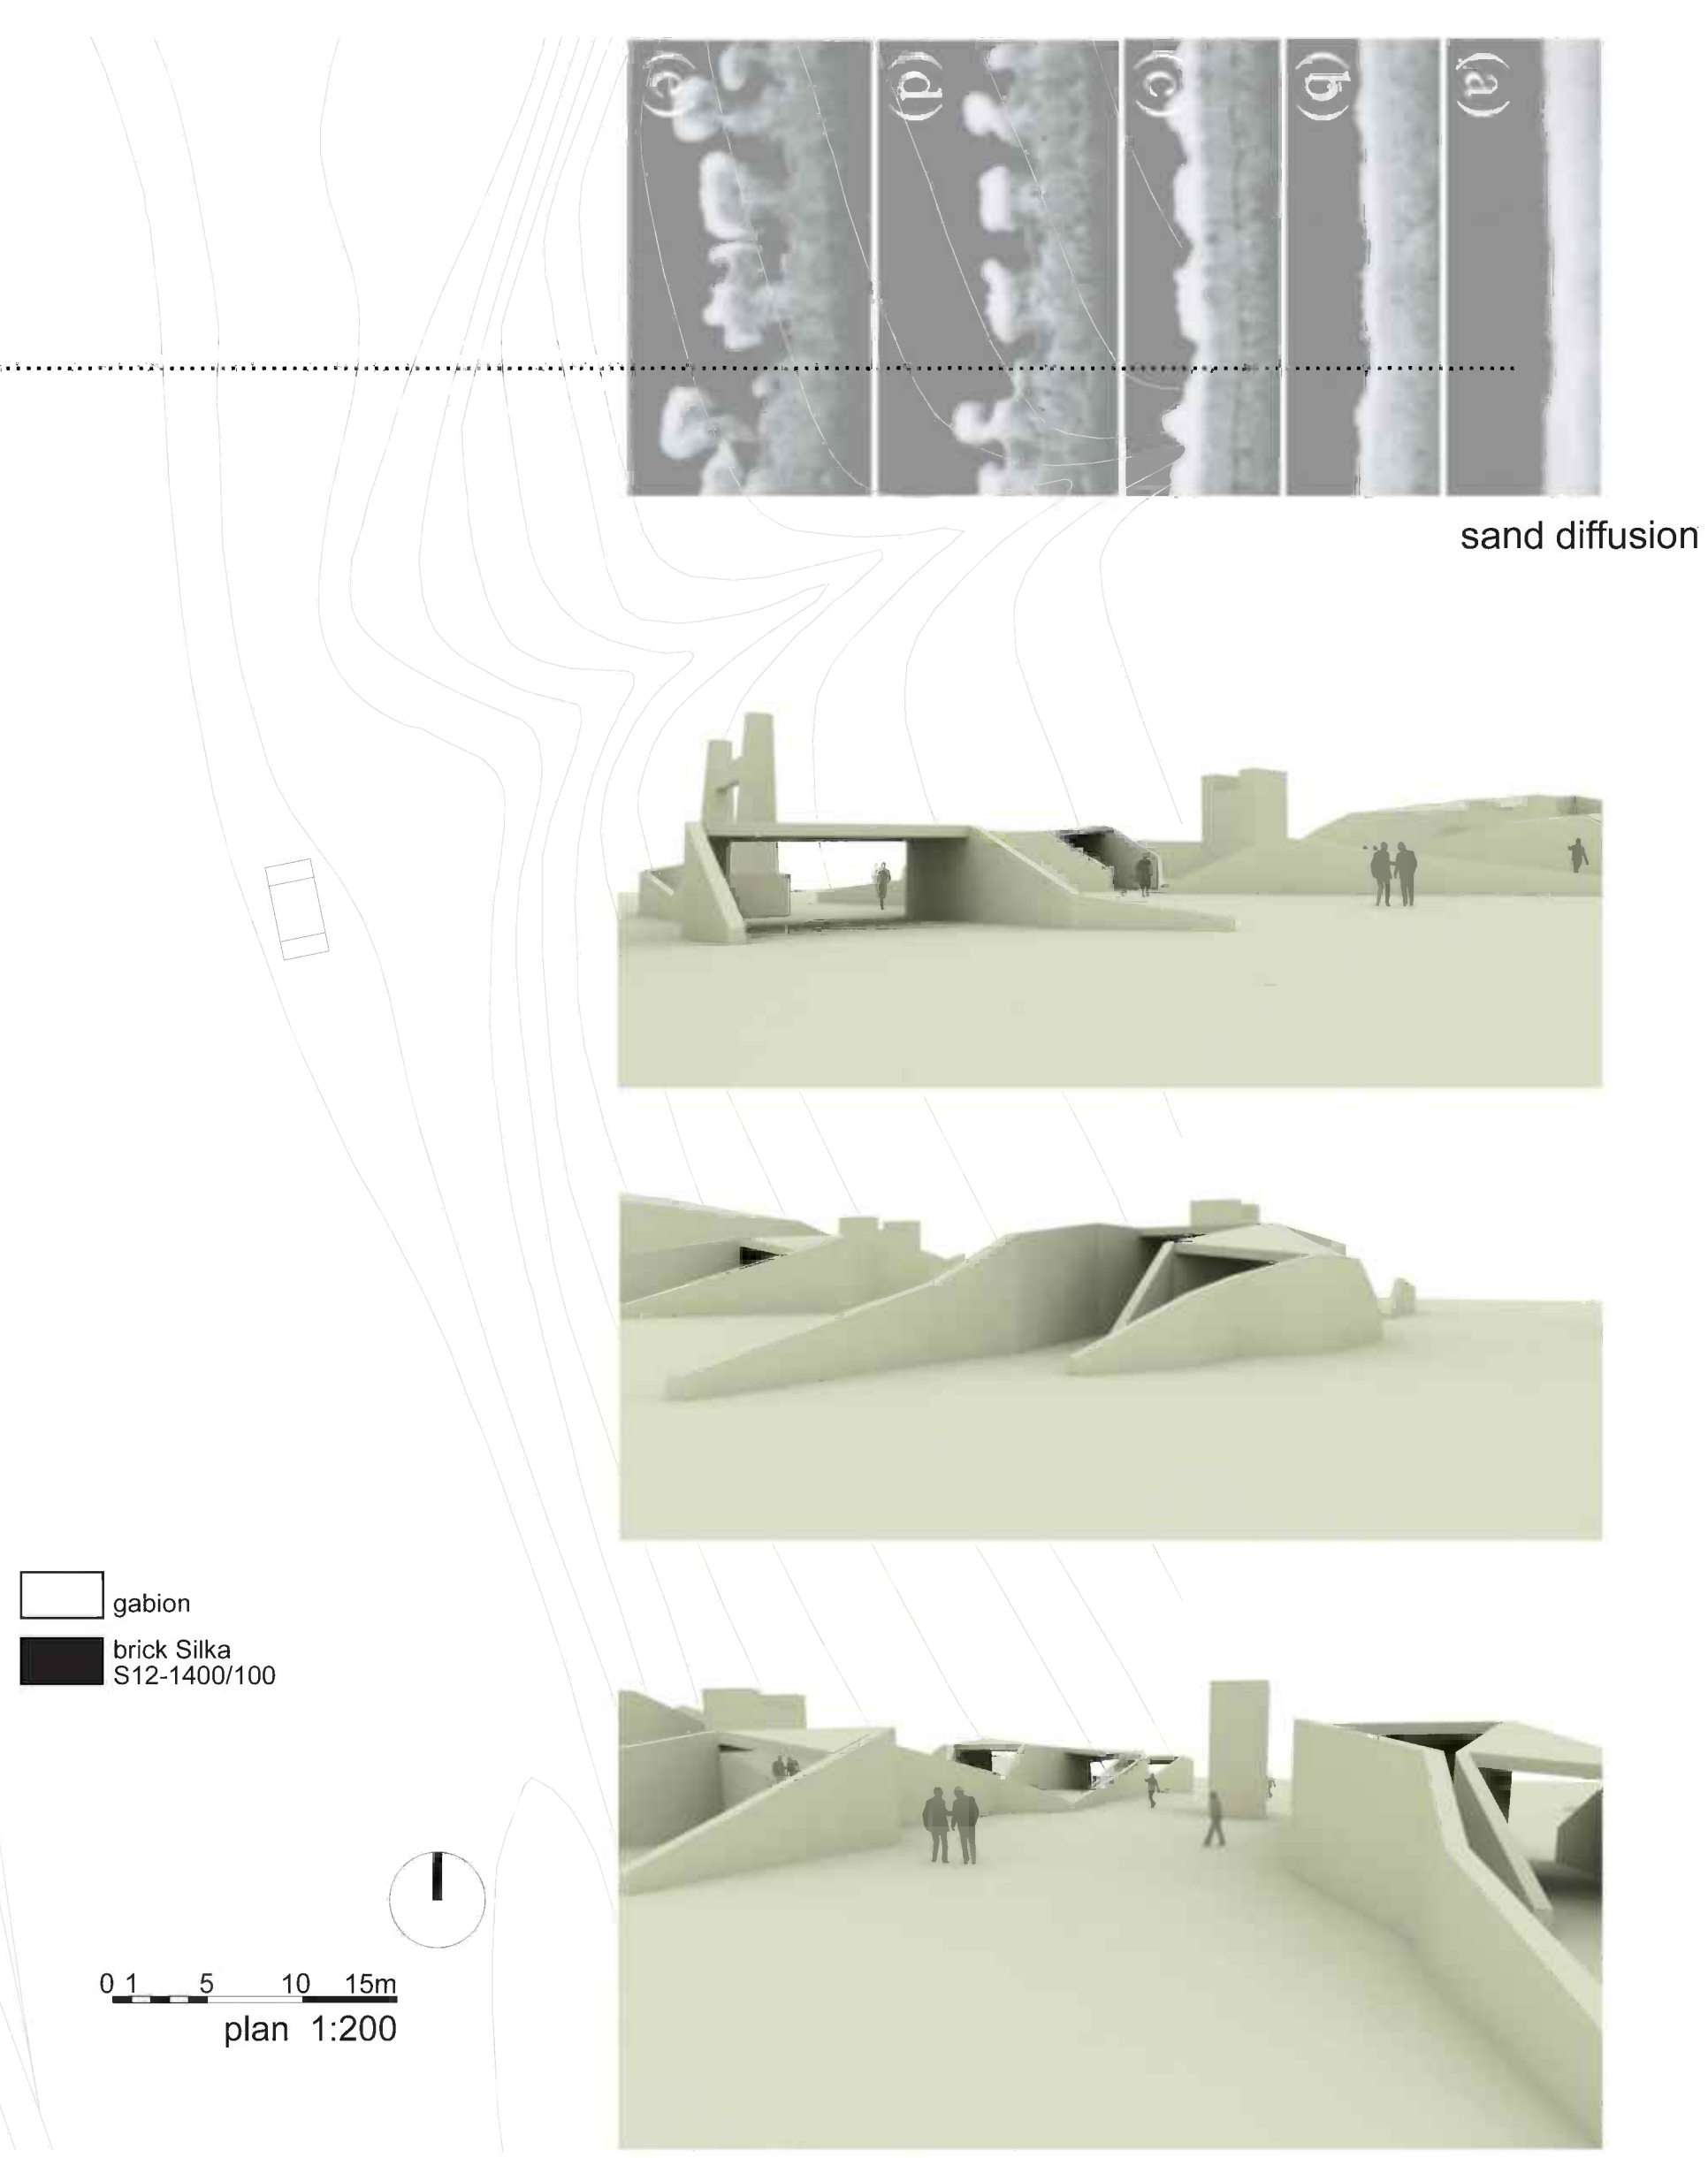 (e) (d) (c) (b) (a)
sand diffusion
gabion
brick Silka
S12-1400/100
0 1 5 10 15m
plan 1:200